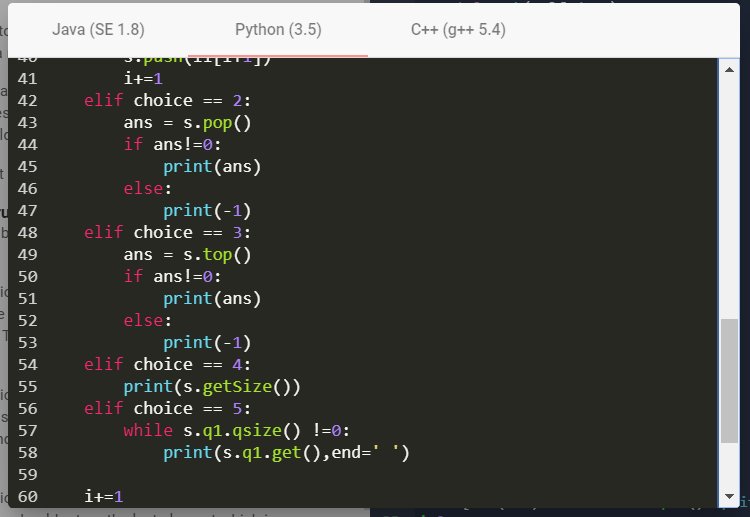 Java (SE 1.8) Python (3.5) C++ (g++ 5.4)
40 s.push(li[i+1])
41 i+=1
42 elif choice == 2:
43 ans = s.pop()
44 if ans!=0:
45 print(ans)
46 else:
47 print(-1)
48 elif choice == 3:
49 ans = s.top()
50 if ans!=0:
51 print(ans)
52 else:
53 print(-1)
54 elif choice == 4:
55 print(s.getSize())
56 elif choice == 5:
57 while s.q1.qsize() !=0:
58 print(s.q1.get(),end=' ')
59
60 i+=1